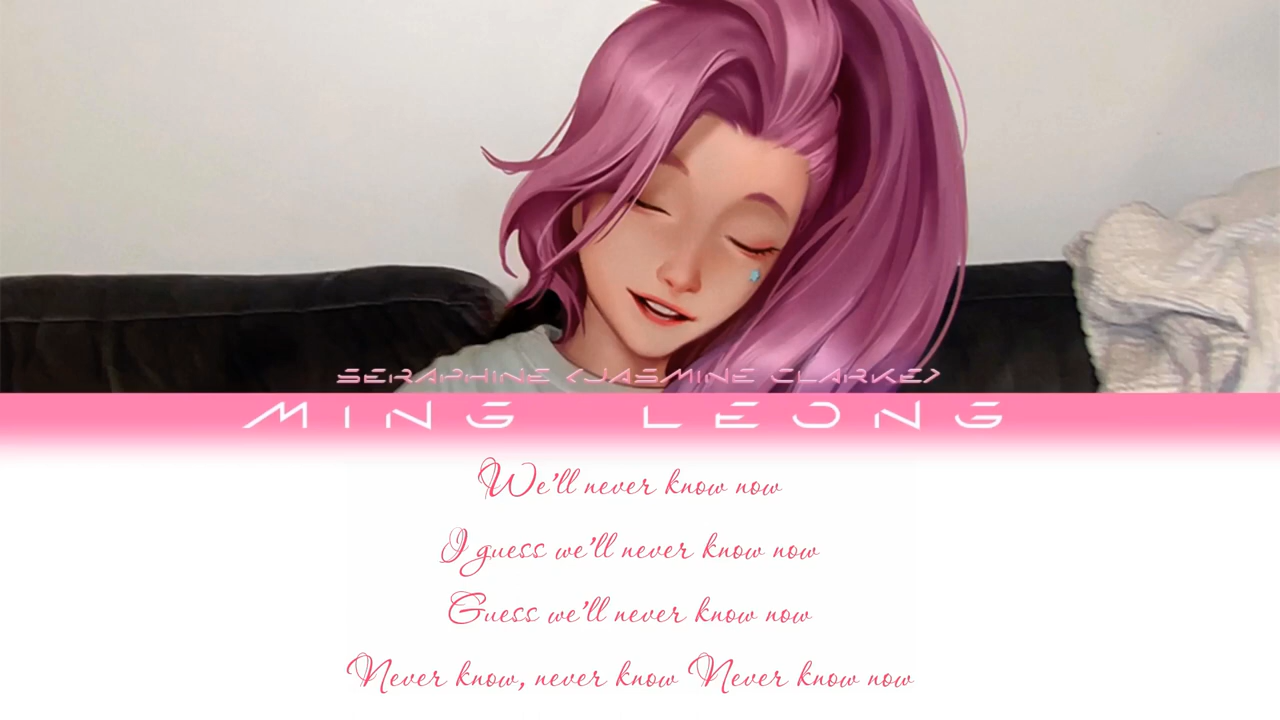 SERAPHINE <JASMINE CLARKE>
MING LEONG
We'll never know now
I guess we'll never know now
Guess we'll never know now
Never know, never know Never know now